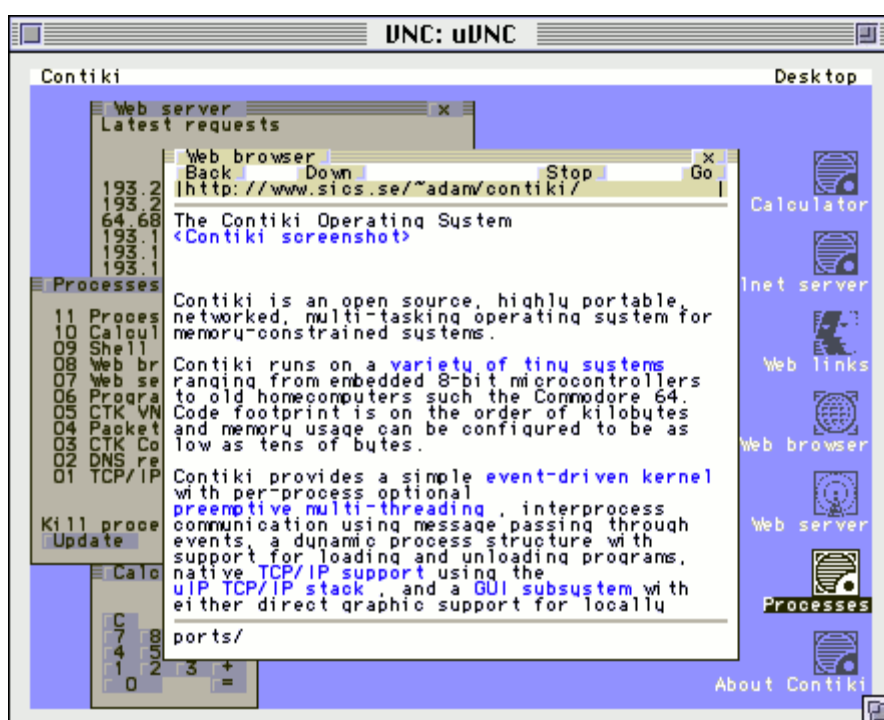 VNC: uVNC
Contiki
Desktop
Web server
x
Latest requests
193.2
193.2
64.68
193.1
193.1
193.1
Processes
11 Proces
10 Calcul
09 Shell
08 Web br
07 Web se
06 Progra
05 CTK VN
04 Packet
03 CTK Co
02 DNS re
01 TCP/IP
Kill proce
Update
Calc
C
7 8
4 5
1 2 3 +
0 =
Web browser
x
Back Down Stop Go
http://www.sics.se/~adam/contiki/
The Contiki Operating System
<Contiki screenshot>
Contiki is an open source, highly portable,
networked, multi-tasking operating system for
memory-constrained systems.
Contiki runs on a variety of tiny systems
ranging from embedded 8-bit microcontrollers
to old homecomputers such the Commodore 64.
Code footprint is on the order of kilobytes
and memory usage can be configured to be as
low as tens of bytes.
Contiki provides a simple event-driven kernel
with per-process optional
preemptive multi-threading , interprocess
communication using message passing through
events, a dynamic process structure with
support for loading and unloading programs,
native TCP/IP support using the
uIP TCP/IP stack , and a GUI subsystem with
either direct graphic support for locally
ports/
Calculator
lnet server
Web links
Web browser
Web server
Processes
About Contiki